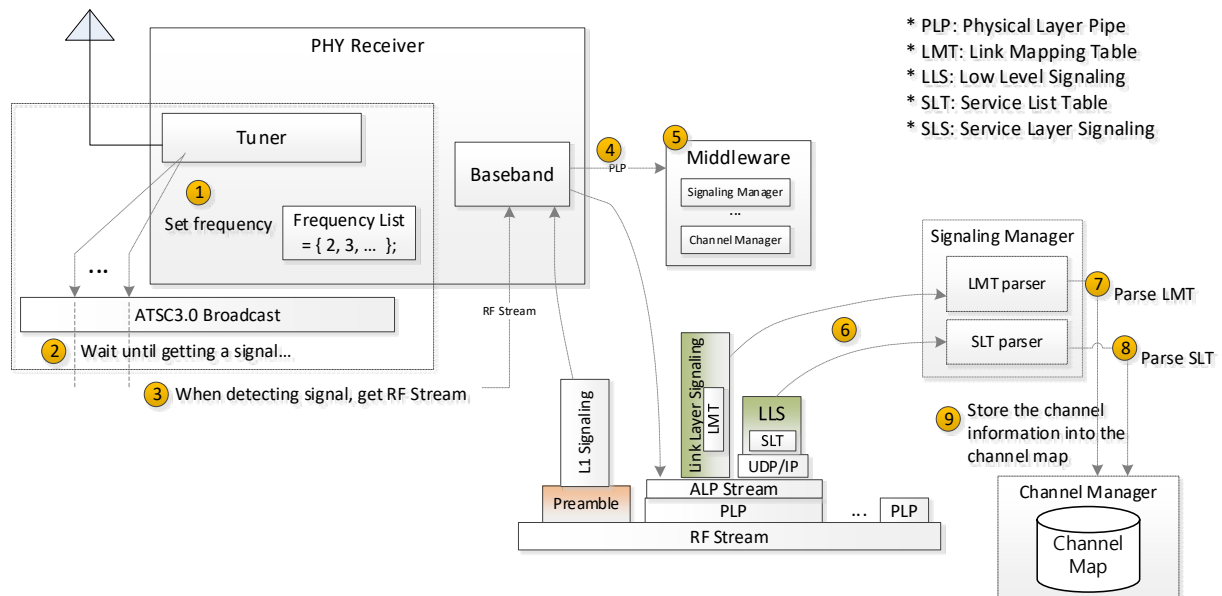 PHY Receiver
* PLP: Physical Layer Pipe
* LMT: Link Mapping Table
* LLS: Low Level Signaling
* SLT: Service List Table
* SLS: Service Layer Signaling
Tuner
1
Set frequency
Frequency List
= { 2, 3, … };
Baseband
4
PLP
5
Middleware
Signaling Manager
...
Channel Manager
...
ATSC3.0 Broadcast
2 Wait until getting a signal...
3 When detecting signal, get RF Stream
RF Stream
Signaling Manager
LMT parser
7
Parse LMT
SLT parser
8
Parse SLT
6
L1 Signaling
Preamble
Link Layer Signaling
LMT
LLS
SLT
UDP/IP
ALP Stream
PLP
...
PLP
RF Stream
9 Store the channel
information into the
channel map
Channel Manager
Channel
Map